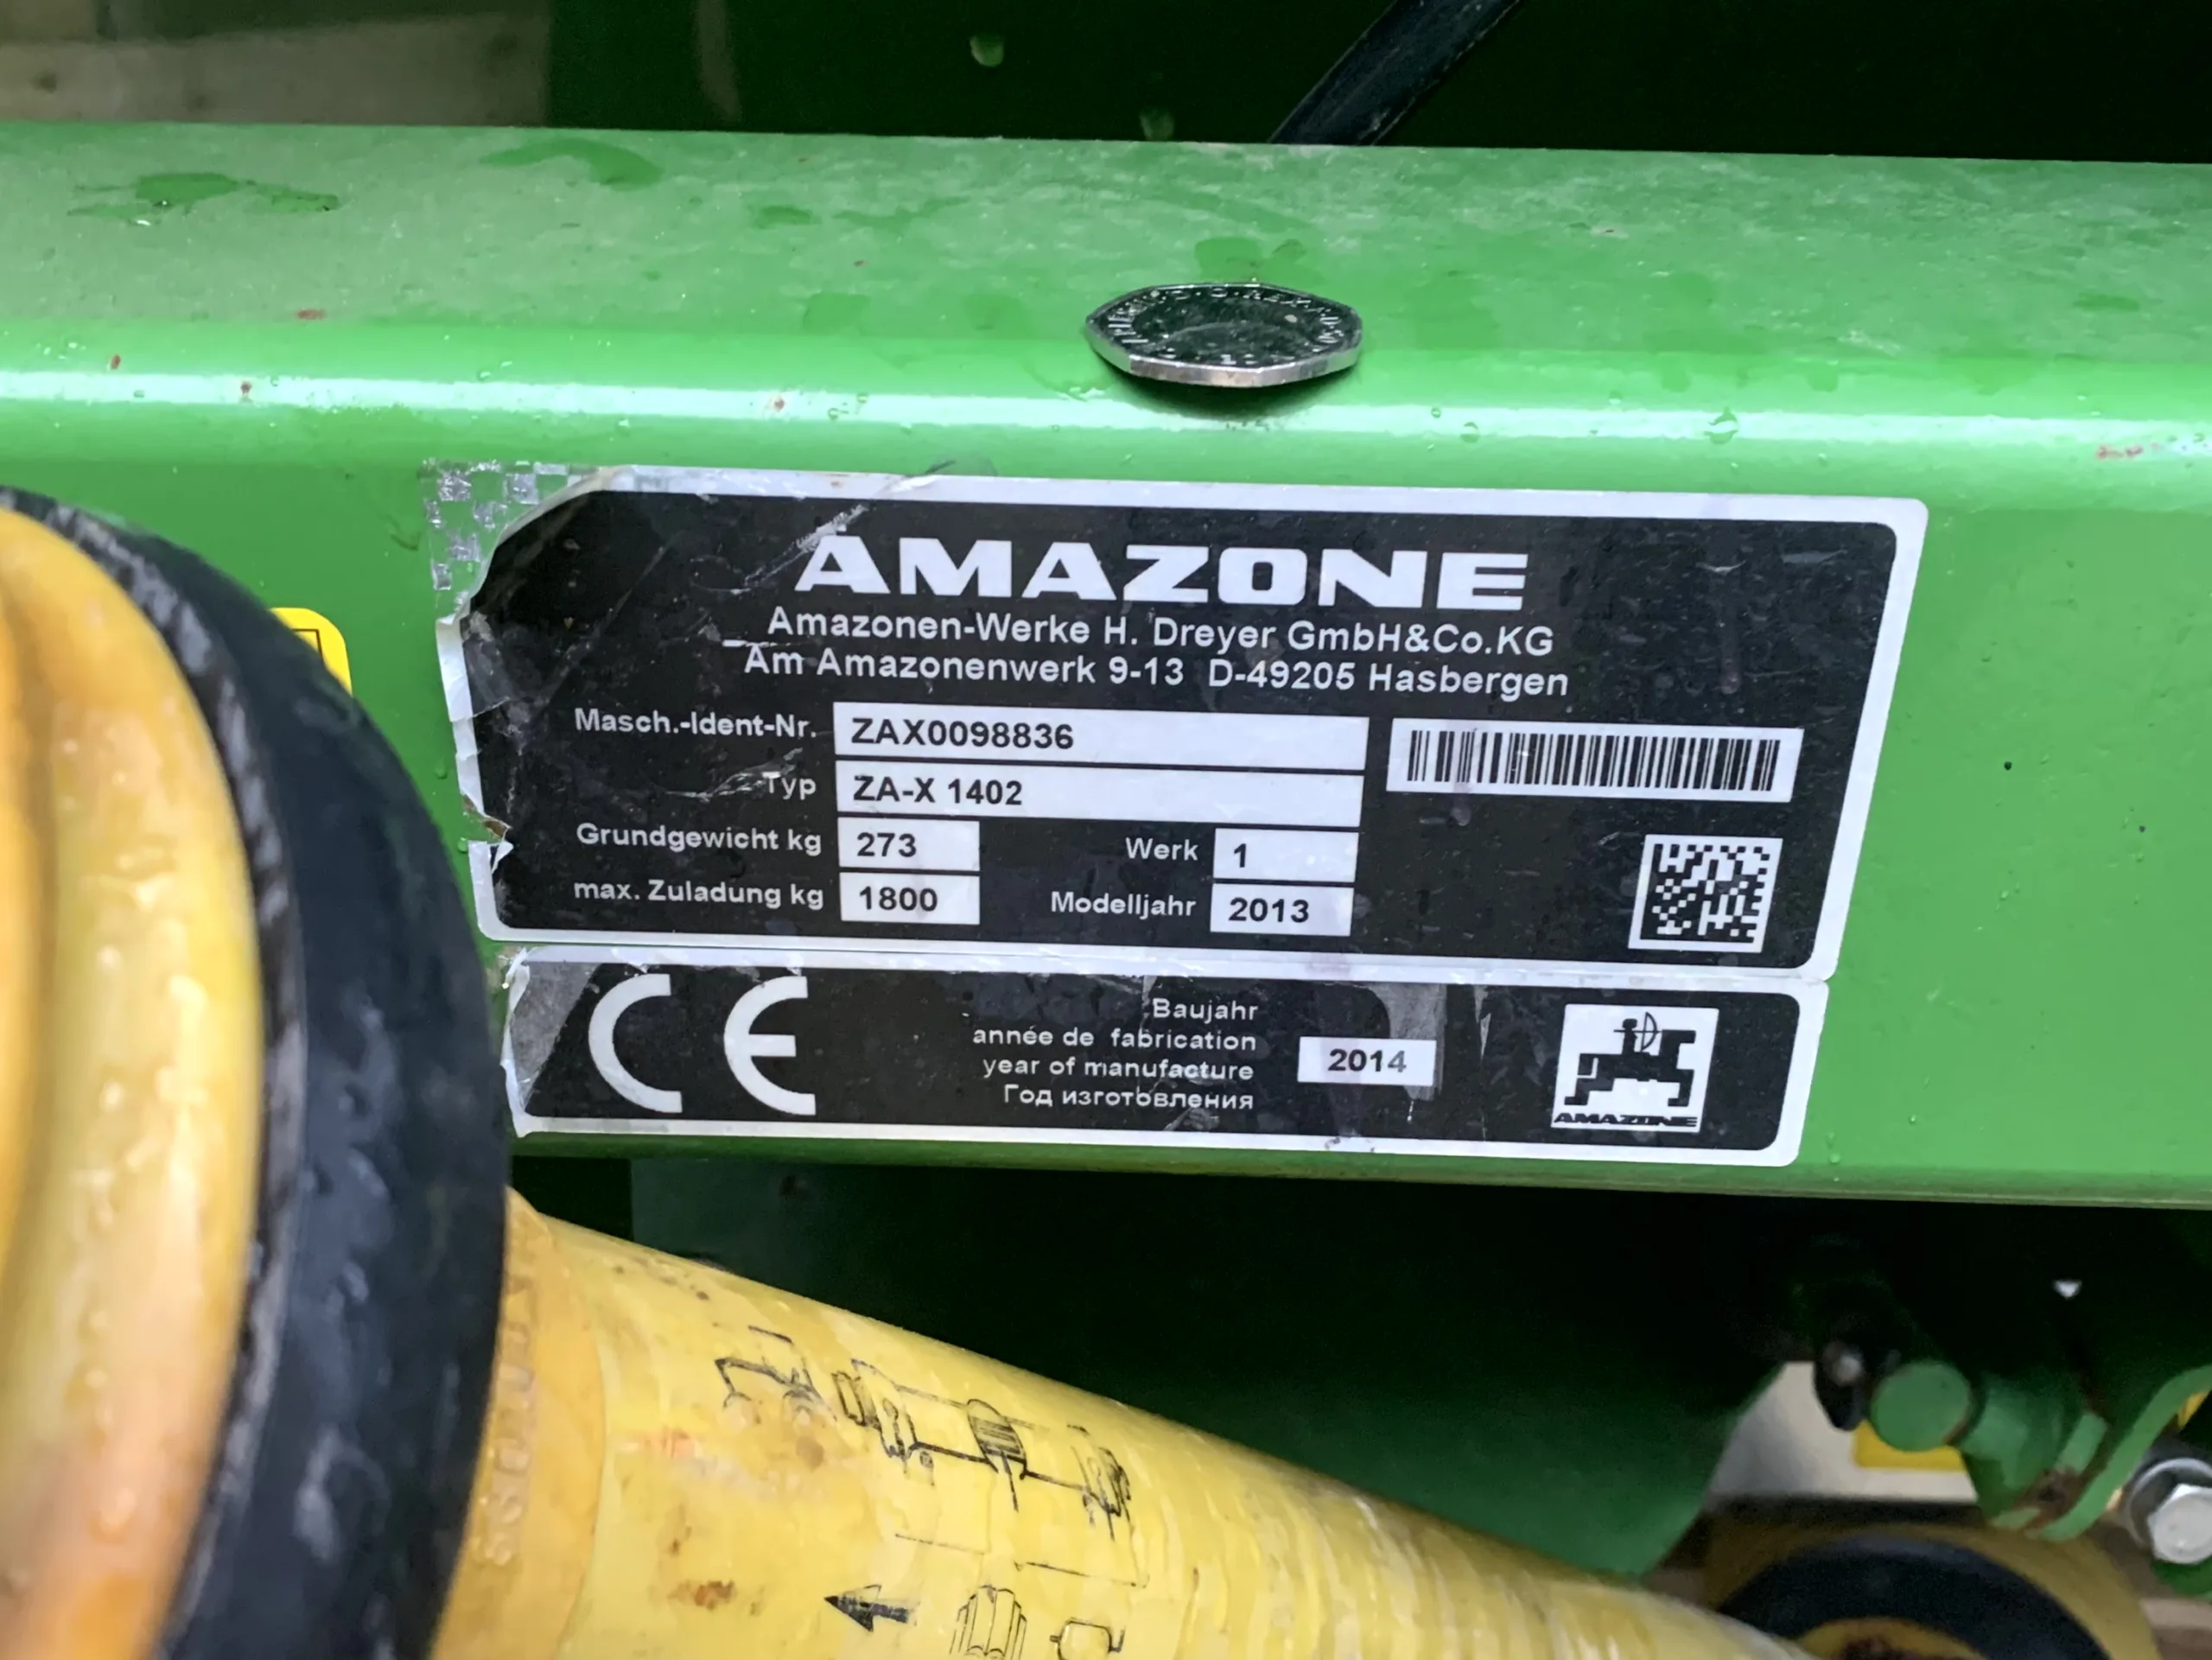 AMAZONE
Amazonen-Werke H. Dreyer GmbH&Co.KG
Am Amazonenwerk 9-13 D-49205 Hasbergen
Masch.-Ident-Nr. ZAX0098836
Typ ZA-X 1402
Grundgewicht kg 273 Werk 1
max. Zuladung kg 1800 Modelljahr 2013
CE
Baujahr
année de fabrication
year of manufacture 2014
Год изготовления
AMAZONE